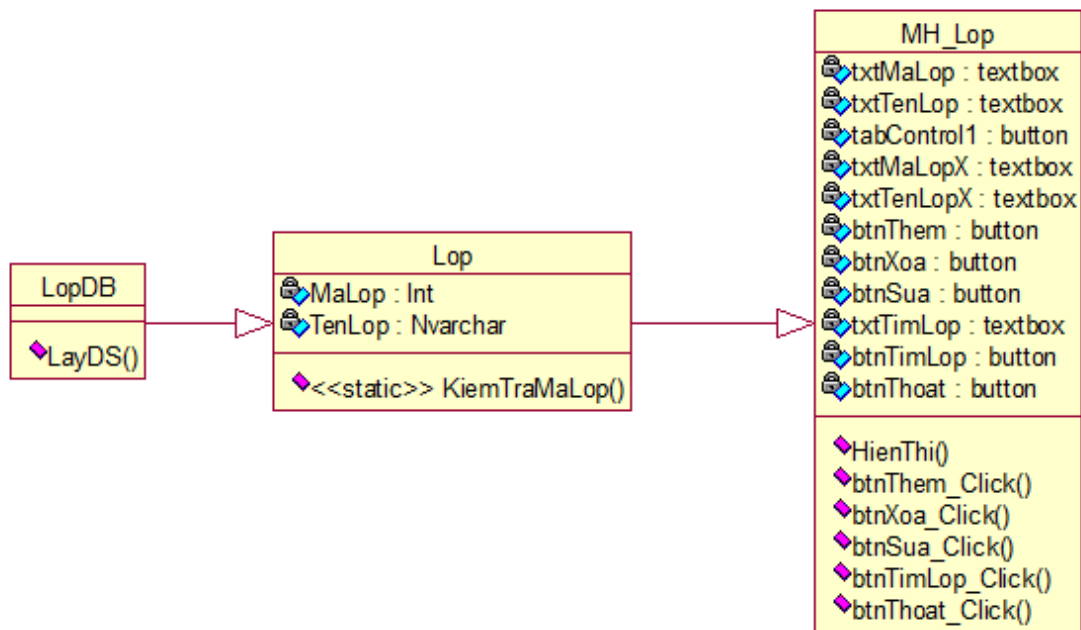 LopDB
LayDS()
Lop
MaLop : Int
TenLop : Nvarchar
<<static>> KiemTraMaLop()
MH_Lop
txtMaLop : textbox
txtTenLop : textbox
tabControl1 : button
txtMaLopX : textbox
txtTenLopX : textbox
btnThem : button
btnXoa : button
btnSua : button
txtTimLop : textbox
btnTimLop : button
btnThoat : button
HienThi()
btnThem_Click()
btnXoa_Click()
btnSua_Click()
btnTimLop_Click()
btnThoat_Click()